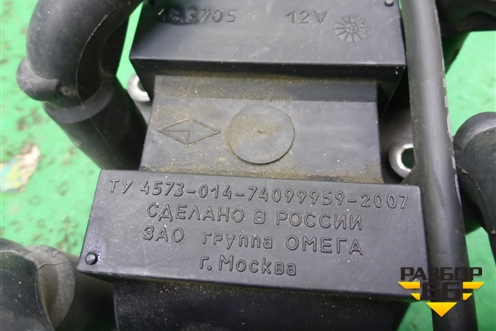 12V
ТУ 4573-014-74099959-2007
СДЕЛАНО В РОССИИ
ЗАО группа ОМЕГА
г. Москва
РАЗБОР